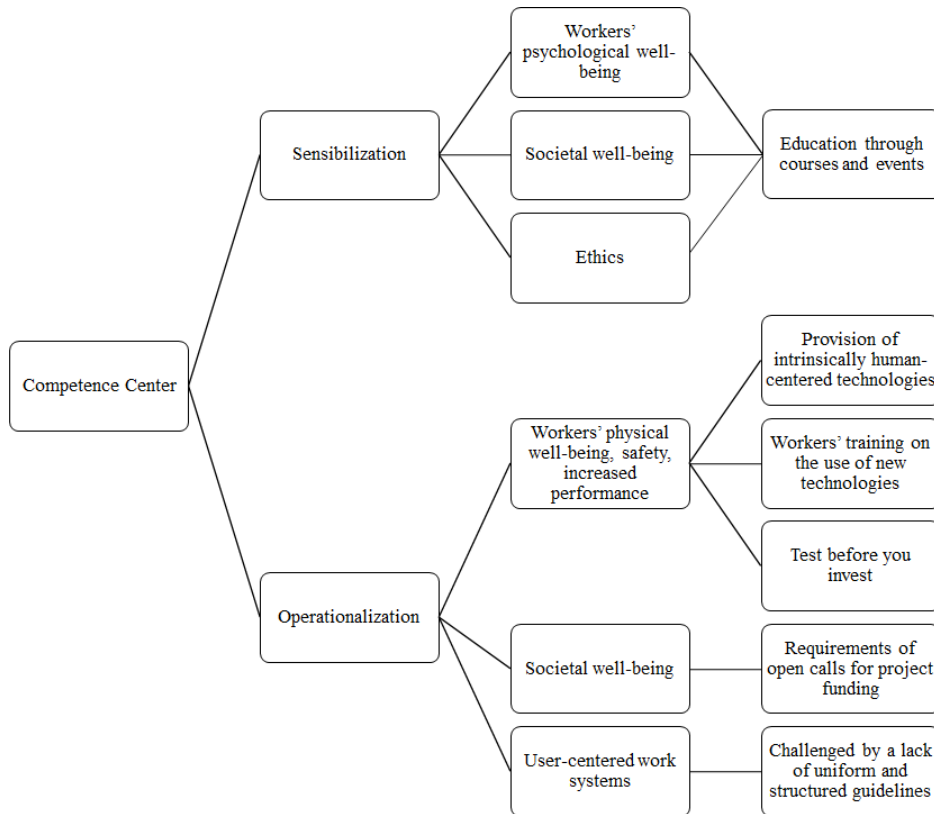 Workers’
psychological well-
being
Sensibilization
Societal well-being
Education through
courses and events
Ethics
Competence Center
Provision of
intrinsically human-
centered technologies
Workers’ physical
well-being, safety,
increased
performance
Workers’ training on
the use of new
technologies
Test before you
invest
Operationalization
Societal well-being
Requirements of
open calls for project
funding
User-centered work
systems
Challenged by a lack
of uniform and
structured guidelines